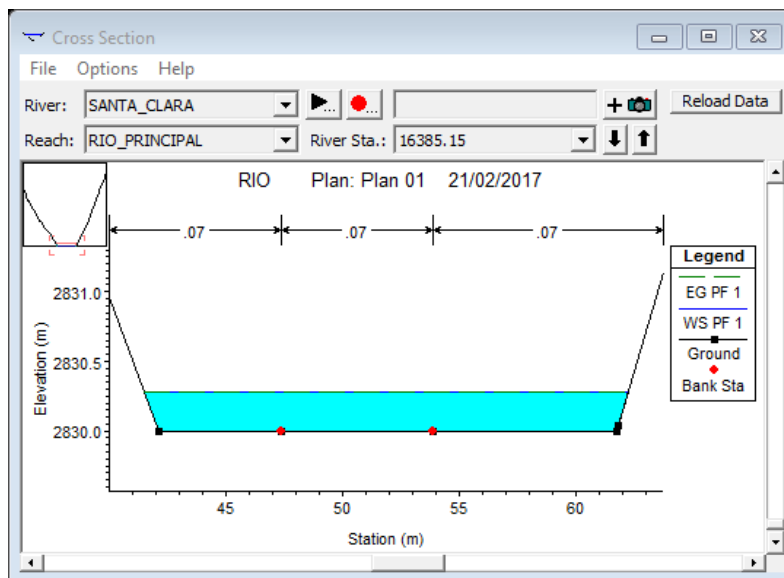 Cross Section
File Options Help
River: SANTA_CLARA ... ... + Reload Data
Reach: RIO_PRINCIPAL River Sta.: 16385.15
RIO Plan: Plan 01 21/02/2017
.07 .07 .07
Legend
EG PF 1
WS PF 1
Ground
Bank Sta
Elevation (m)
2831.0
2830.5
2830.0
45 50 55 60
Station (m)